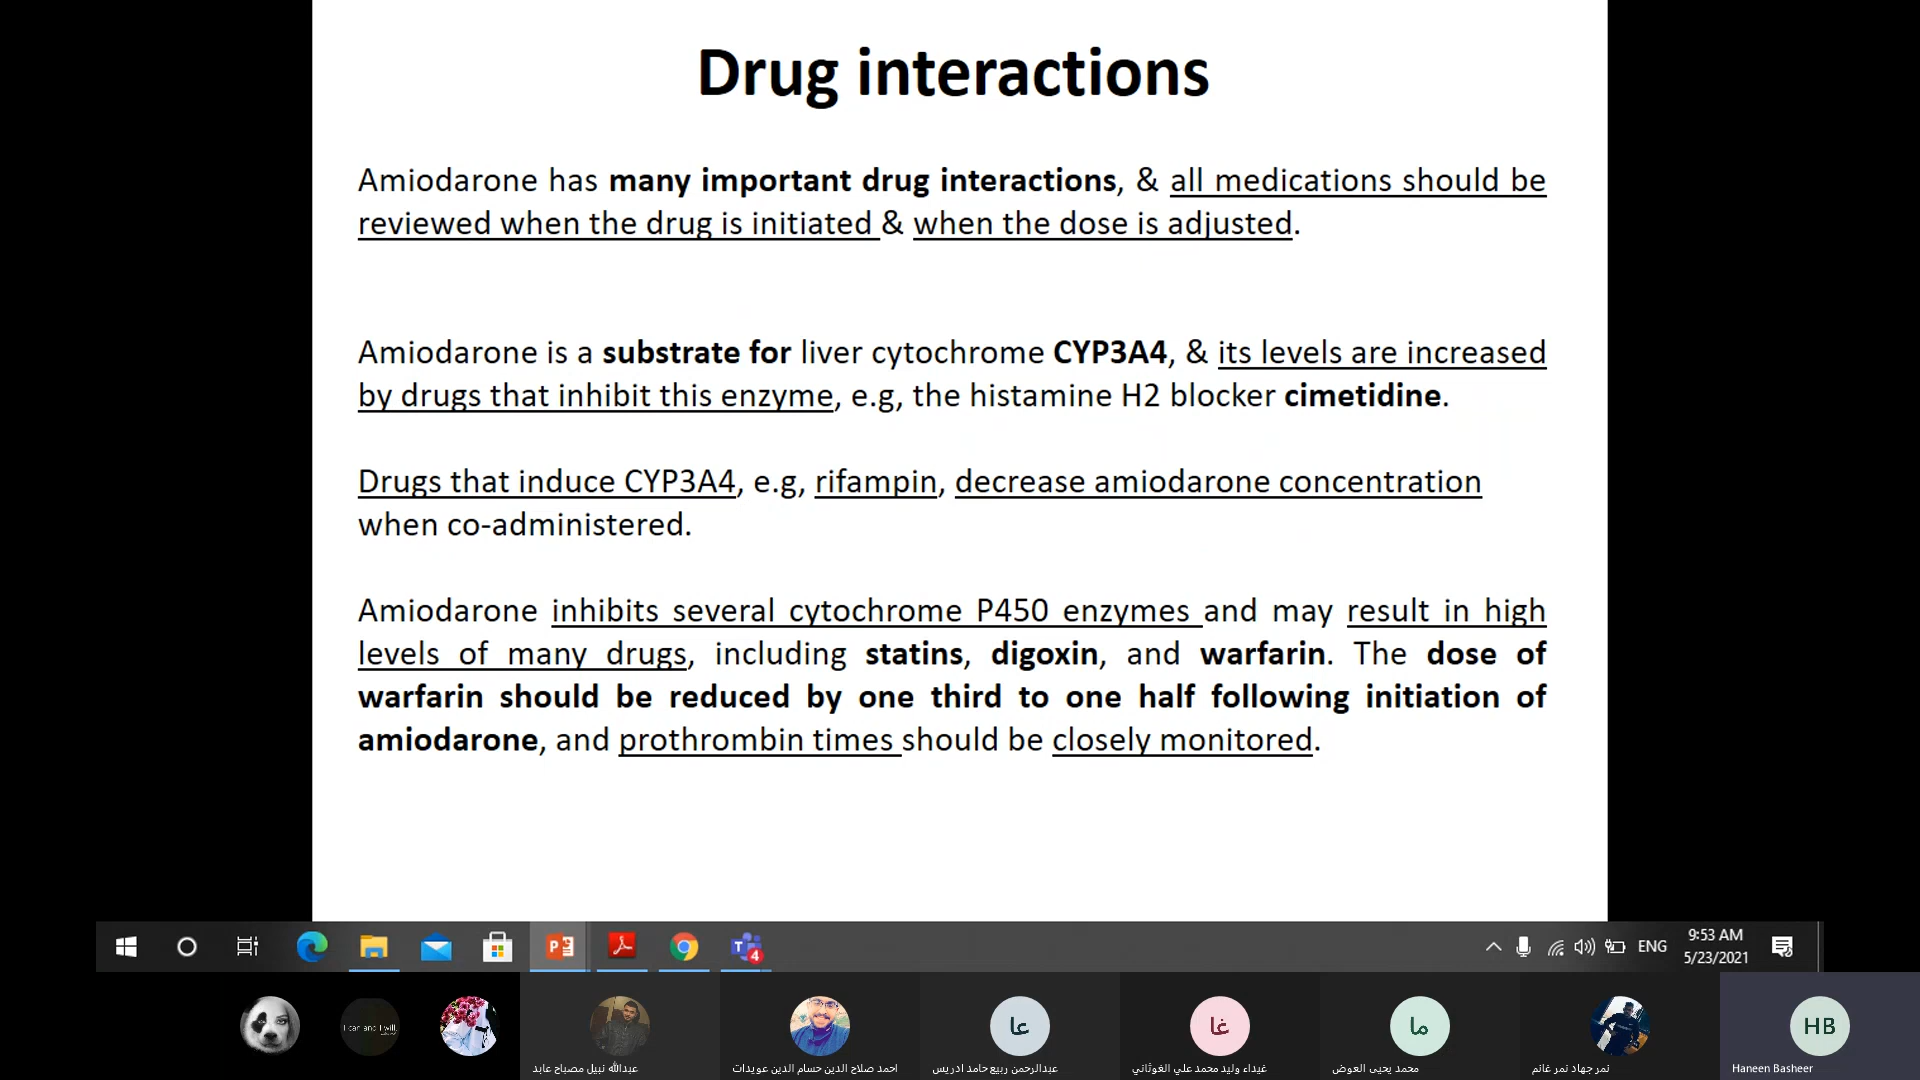 Drug interactions
Amiodarone has many important drug interactions, & all medications should be
reviewed when the drug is initiated & when the dose is adjusted.
Amiodarone is a substrate for liver cytochrome CYP3A4, & its levels are increased
by drugs that inhibit this enzyme, e.g, the histamine H2 blocker cimetidine.
Drugs that induce CYP3A4, e.g, rifampin, decrease amiodarone concentration
when co-administered.
Amiodarone inhibits several cytochrome P450 enzymes and may result in high
levels of many drugs, including statins, digoxin, and warfarin. The dose of
warfarin should be reduced by one third to one half following initiation of
amiodarone, and prothrombin times should be closely monitored.
ENG
9:53 AM
5/23/2021
4
I can and I will.
عا
غا
ما
HB
عبدالله نبيل مصباح عابد
احمد صلاح الدين حسام الدين عويدات
عبدالرحمن ربيع حامد ادريس
غيداء وليد محمد علي الغوثاني
محمد يحيى العوض
نمر جهاد نمر غانم
Haneen Basheer